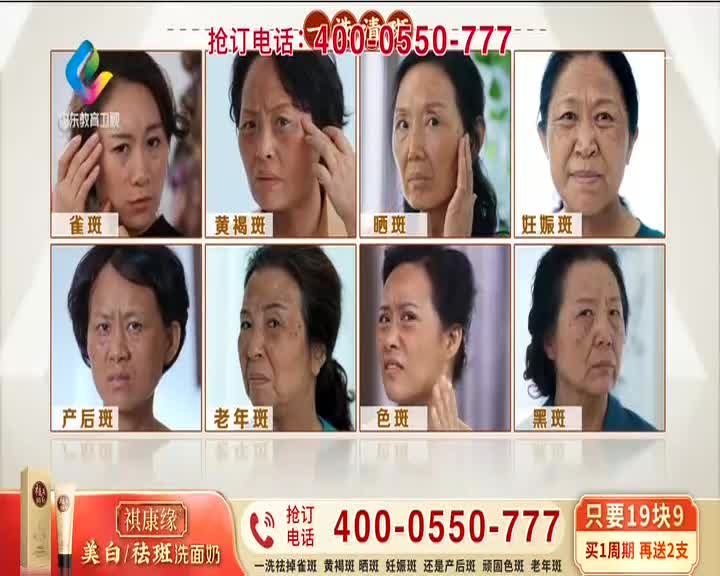 一洗清斑
抢订电话：400-0550-777
东教育卫视
雀斑
黄褐斑
晒斑
妊娠斑
产后斑
老年斑
色斑
黑斑
祺康缘
美白/祛斑洗面奶
抢订
电话
400-0550-777
一洗祛掉雀斑 黄褐斑 晒斑 妊娠斑 还是产后斑 顽固色斑 老年斑
只要19块9
买1周期 再送2支